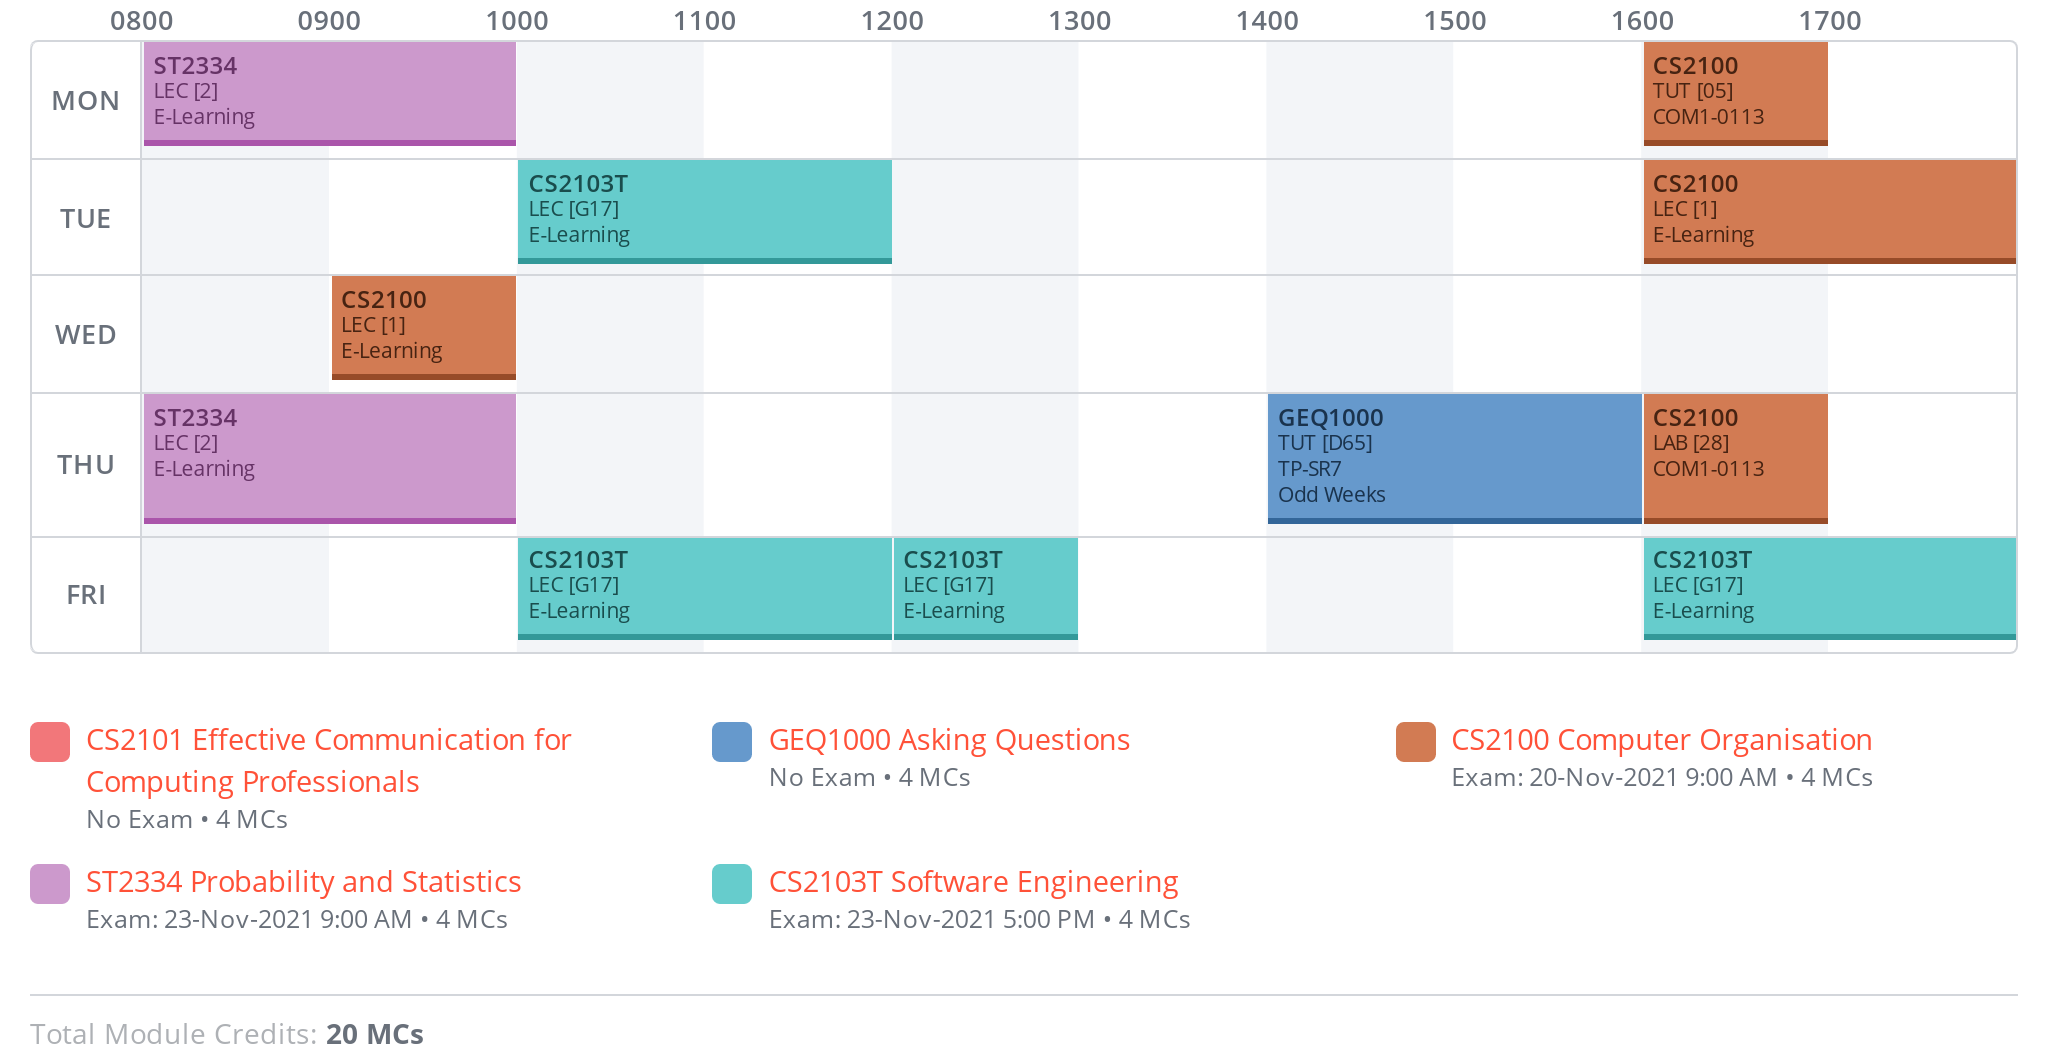 0800 0900 1000 1100 1200 1300 1400 1500 1600 1700
MON
ST2334
LEC [2]
E-Learning
CS2100
TUT [05]
COM1-0113
TUE
CS2103T
LEC [G17]
E-Learning
CS2100
LEC [1]
E-Learning
WED
CS2100
LEC [1]
E-Learning
THU
ST2334
LEC [2]
E-Learning
GEQ1000
TUT [D65]
TP-SR7
Odd Weeks
CS2100
LAB [28]
COM1-0113
FRI
CS2103T
LEC [G17]
E-Learning
CS2103T
LEC [G17]
E-Learning
CS2103T
LEC [G17]
E-Learning
CS2101 Effective Communication for
Computing Professionals
No Exam • 4 MCs
GEQ1000 Asking Questions
No Exam • 4 MCs
CS2100 Computer Organisation
Exam: 20-Nov-2021 9:00 AM • 4 MCs
ST2334 Probability and Statistics
Exam: 23-Nov-2021 9:00 AM • 4 MCs
CS2103T Software Engineering
Exam: 23-Nov-2021 5:00 PM • 4 MCs
Total Module Credits: 20 MCs